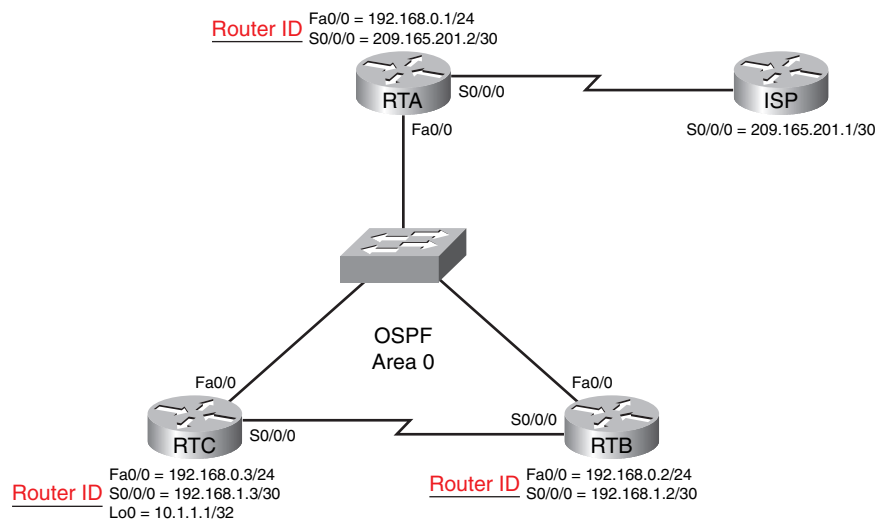 Router ID
Fa0/0 = 192.168.0.1/24
S0/0/0 = 209.165.201.2/30
RTA
S0/0/0
ISP
Fa0/0
S0/0/0 = 209.165.201.1/30
OSPF
Area 0
Fa0/0
Fa0/0
RTC
S0/0/0
S0/0/0
RTB
Router ID
Fa0/0 = 192.168.0.3/24
S0/0/0 = 192.168.1.3/30
Lo0 = 10.1.1.1/32
Router ID
Fa0/0 = 192.168.0.2/24
S0/0/0 = 192.168.1.2/30